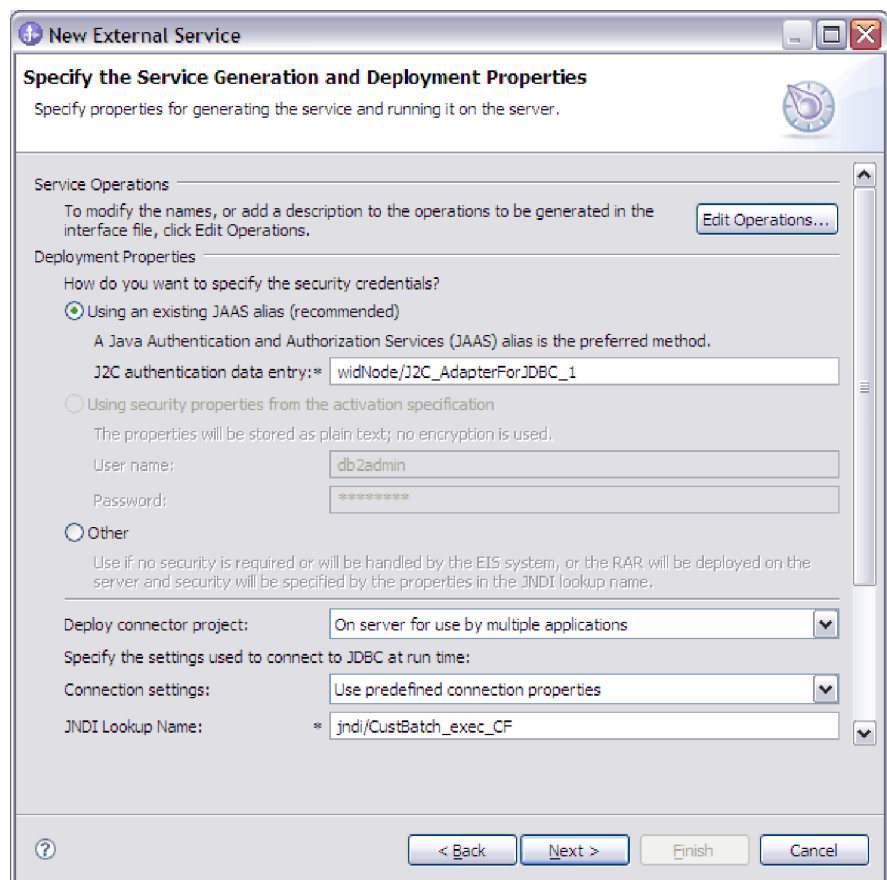 New External Service
Specify the Service Generation and Deployment Properties
Specify properties for generating the service and running it on the server.
Service Operations
To modify the names, or add a description to the operations to be generated in the
interface file, click Edit Operations.
Edit Operations...
Deployment Properties
How do you want to specify the security credentials?
Using an existing JAAS alias (recommended)
A Java Authentication and Authorization Services (JAAS) alias is the preferred method.
J2C authentication data entry:* widNode/J2C_AdapterForJDBC_1
Using security properties from the activation specification
The properties will be stored as plain text; no encryption is used.
User name: db2admin
Password: ********
Other
Use if no security is required or will be handled by the EIS system, or the RAR will be deployed on the
server and security will be specified by the properties in the JNDI lookup name.
Deploy connector project: On server for use by multiple applications
Specify the settings used to connect to JDBC at run time:
Connection settings: Use predefined connection properties
JNDI Lookup Name: * jndi/CustBatch_exec_CF
? < Back Next > Finish Cancel